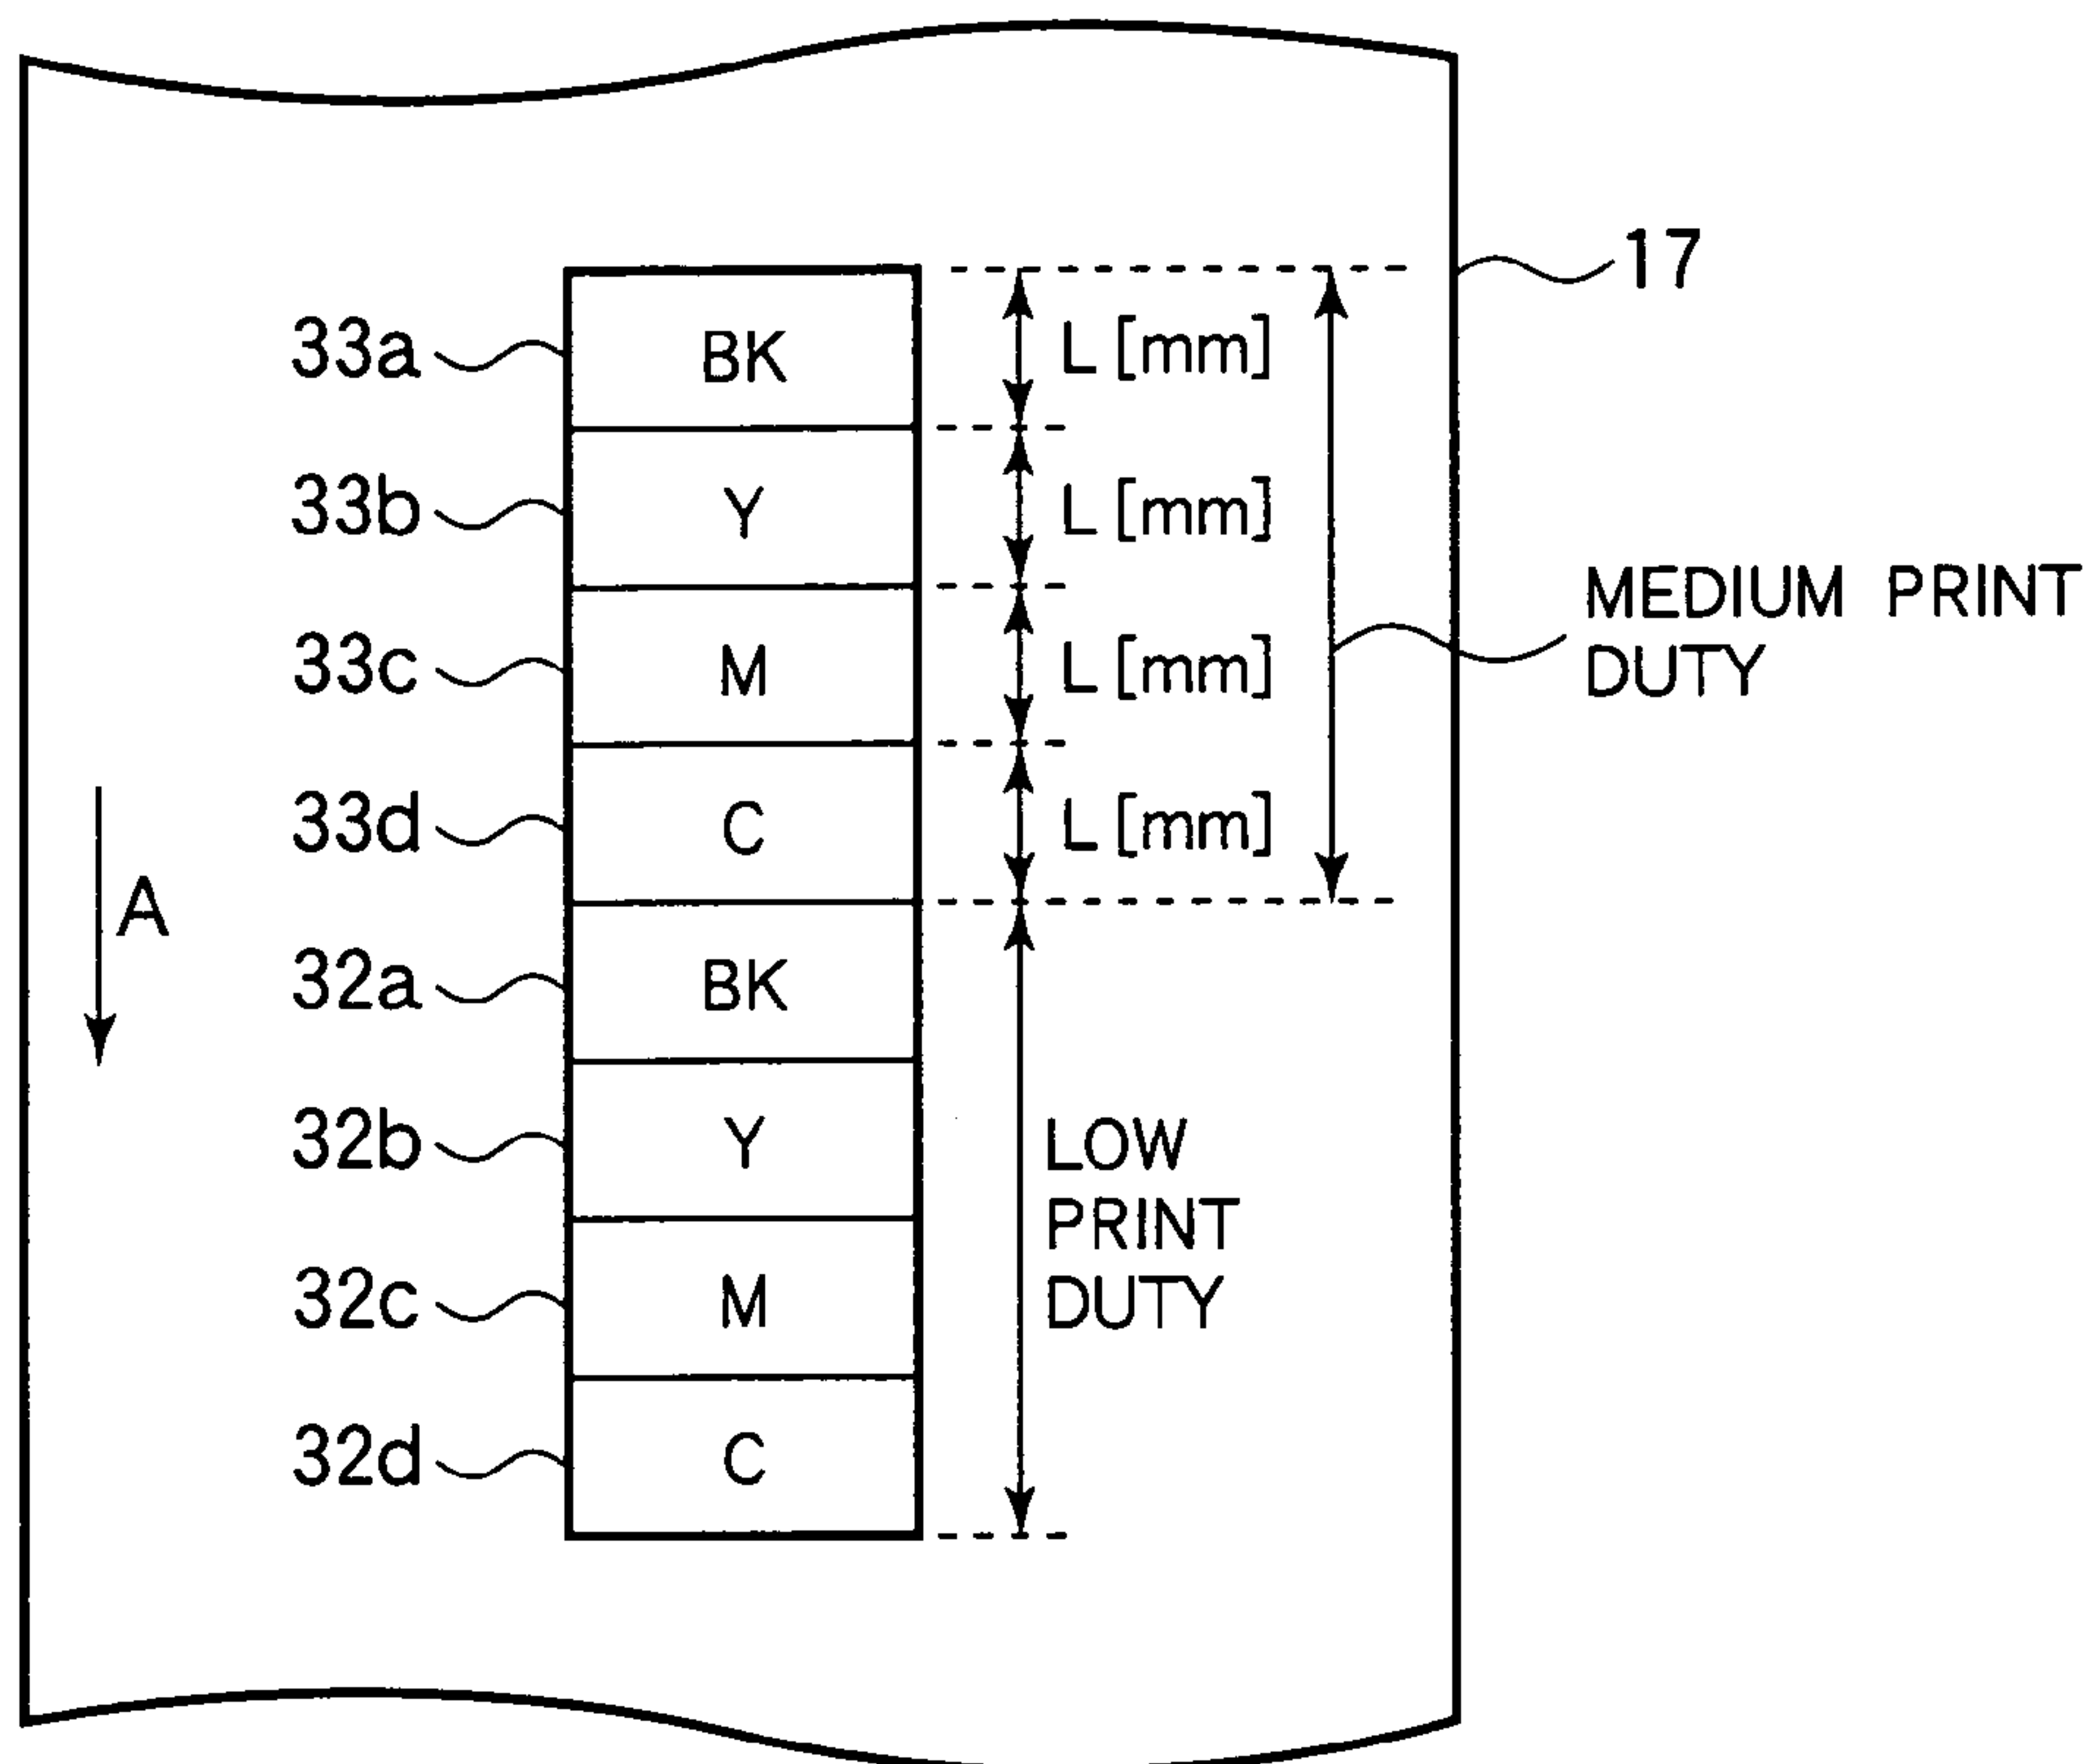 17
33a BK L [mm]
33b Y L [mm]
MEDIUM PRINT
DUTY
33c M L [mm]
33d C L [mm]
A
32a BK
32b Y
LOW
PRINT
DUTY
32c M
32d C